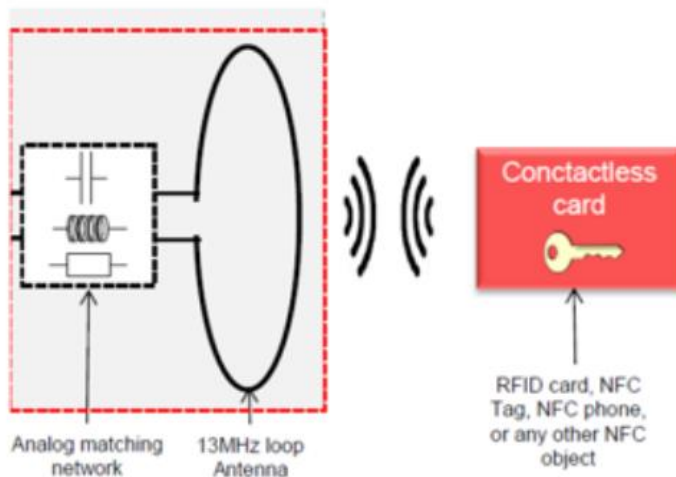 Conctactless
card
RFID card, NFC
Tag, NFC phone,
or any other NFC
object
Analog matching
network
13MHz loop
Antenna